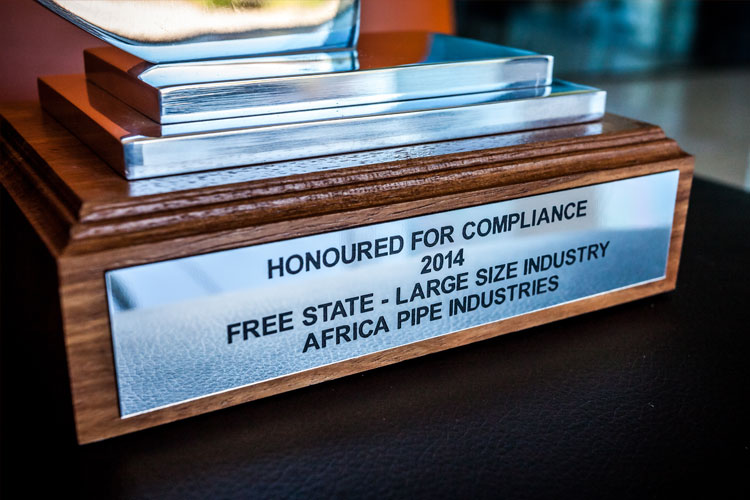 HONOURED FOR COMPLIANCE
2014
FREE STATE - LARGE SIZE INDUSTRY
AFRICA PIPE INDUSTRIES